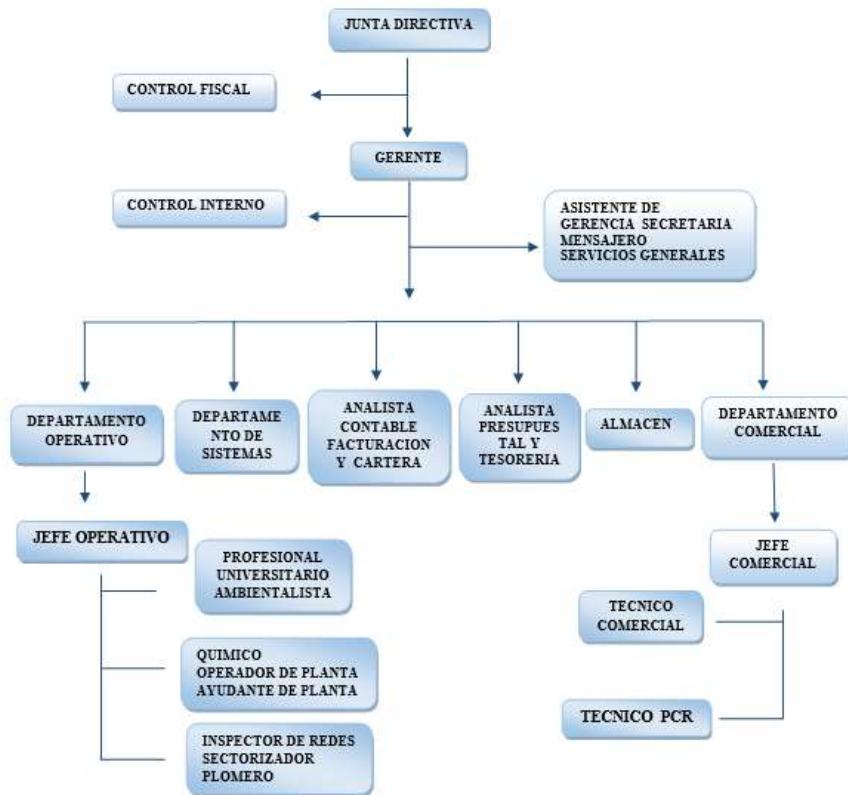 JUNTA DIRECTIVA
CONTROL FISCAL
GERENTE
CONTROL INTERNO
ASISTENTE DE
GERENCIA SECRETARIA
MENSAJERO
SERVICIOS GENERALES
DEPARTAMENTO
OPERATIVO
DEPARTAME
NTO DE
SISTEMAS
ANALISTA
CONTABLE
FACTURACION
Y CARTERA
ANALISTA
PRESUPUES
TAL Y
TESORERIA
ALMACEN
DEPARTAMENTO
COMERCIAL
JEFE OPERATIVO
PROFESIONAL
UNIVERSITARIO
AMBIENTALISTA
QUIMICO
OPERADOR DE PLANTA
AYUDANTE DE PLANTA
INSPECTOR DE REDES
SECTORIZADOR
PLOMERO
JEFE
COMERCIAL
TECNICO
COMERCIAL
TECNICO PCR